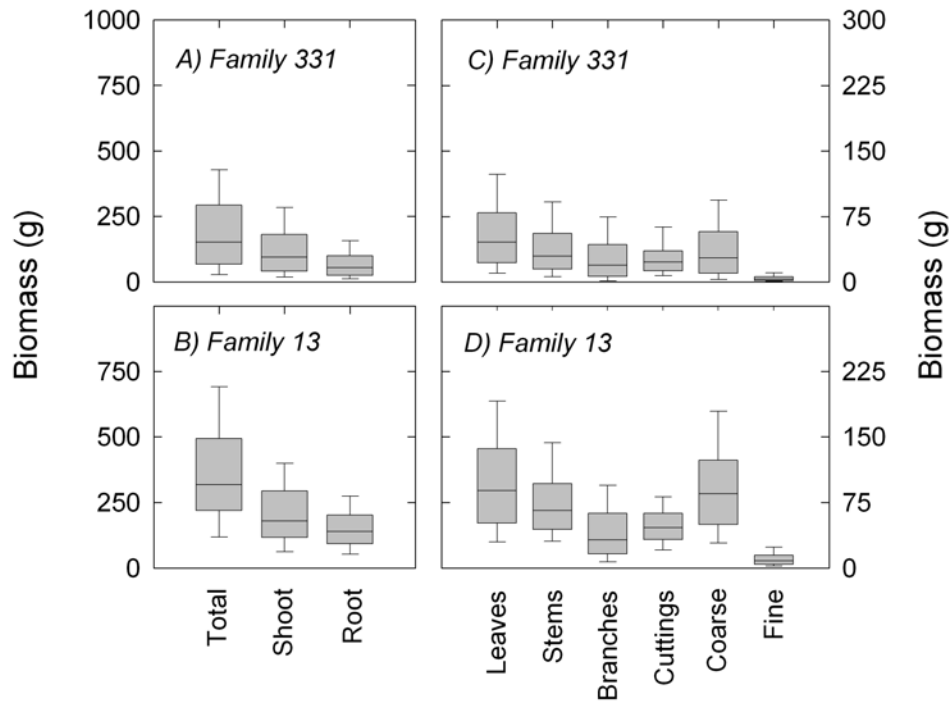 1000
750
500
250
0
A) Family 331
C) Family 331
300
225
150
75
0
Biomass (g)
Biomass (g)
750
500
250
0
B) Family 13
D) Family 13
225
150
75
0
Total
Shoot
Root
Leaves
Stems
Branches
Cuttings
Coarse
Fine